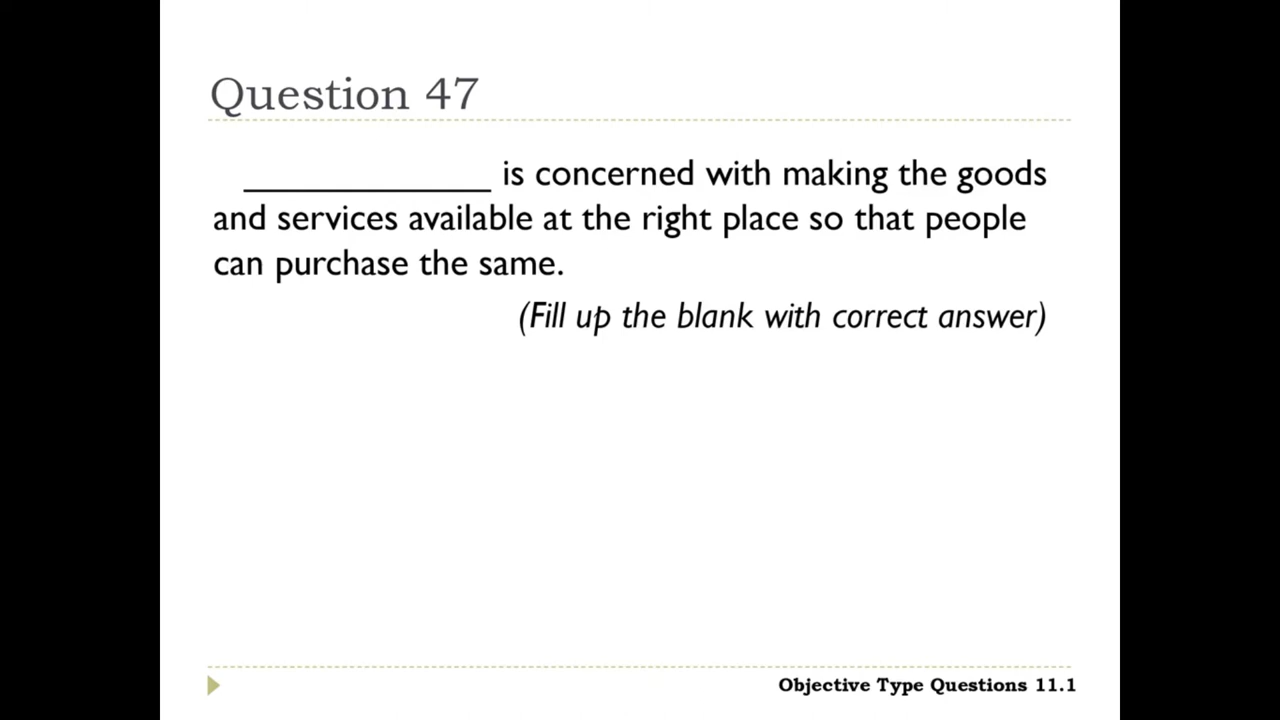 Question 47
_____________ is concerned with making the goods
and services available at the right place so that people
can purchase the same.
(Fill up the blank with correct answer)
Objective Type Questions 11.1